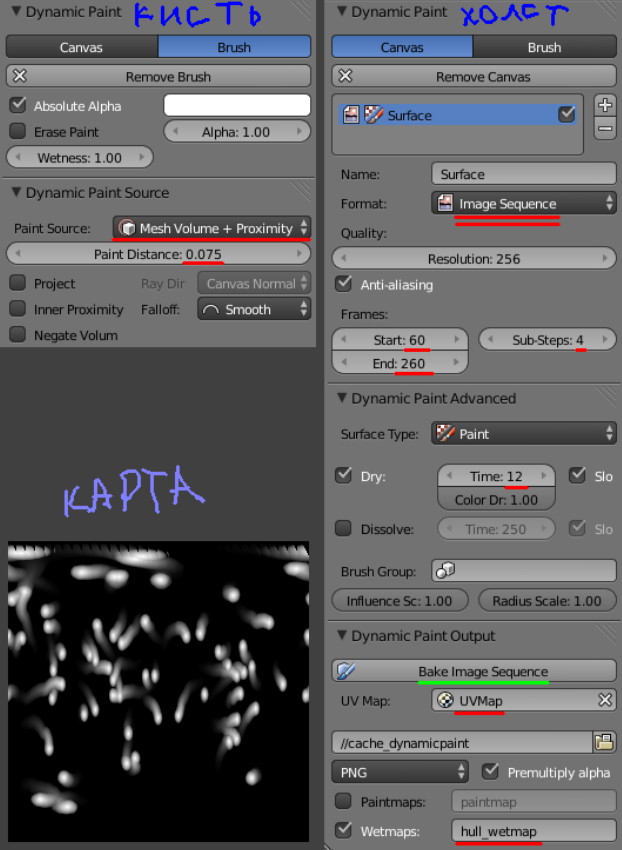 Dynamic Paint КИСТЬ
Canvas Brush
Remove Brush
Absolute Alpha
Erase Paint Alpha: 1.00
Wetness: 1.00
Dynamic Paint Source
Paint Source: Mesh Volume + Proximity
Paint Distance: 0.075
Project Ray Dir Canvas Normal
Inner Proximity Falloff: Smooth
Negate Volum
КАРТА
Dynamic Paint ХОЛСТ
Canvas Brush
Remove Canvas
Surface
Name: Surface
Format: Image Sequence
Quality:
Resolution: 256
Anti-aliasing
Frames:
Start: 60 Sub-Steps: 4
End: 260
Dynamic Paint Advanced
Surface Type: Paint
Dry: Time: 12 Slo
Color Dr: 1.00
Dissolve: Time: 250 Slo
Brush Group:
Influence Sc: 1.00 Radius Scale: 1.00
Dynamic Paint Output
Bake Image Sequence
UV Map: UVMap
//cache_dynamicpaint
PNG Premultiply alpha
Paintmaps: paintmap
Wetmaps: hull_wetmap